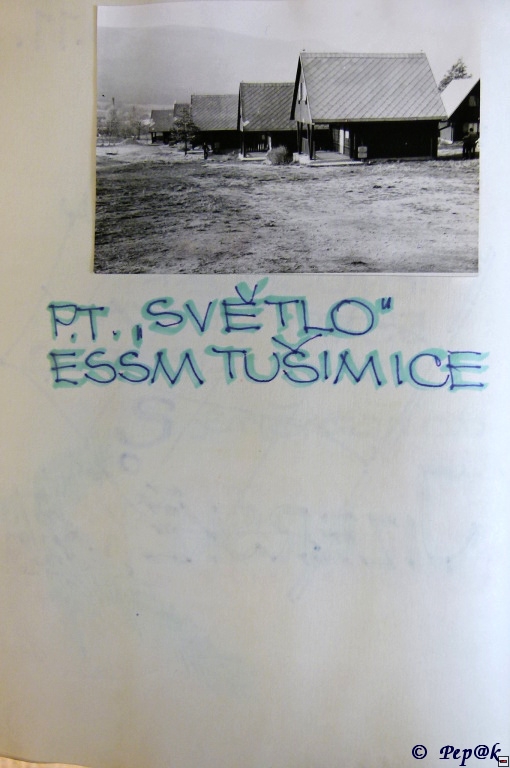 P.T. „SVĚTLO"
ESSM TUŠIMICE
© Pep@k